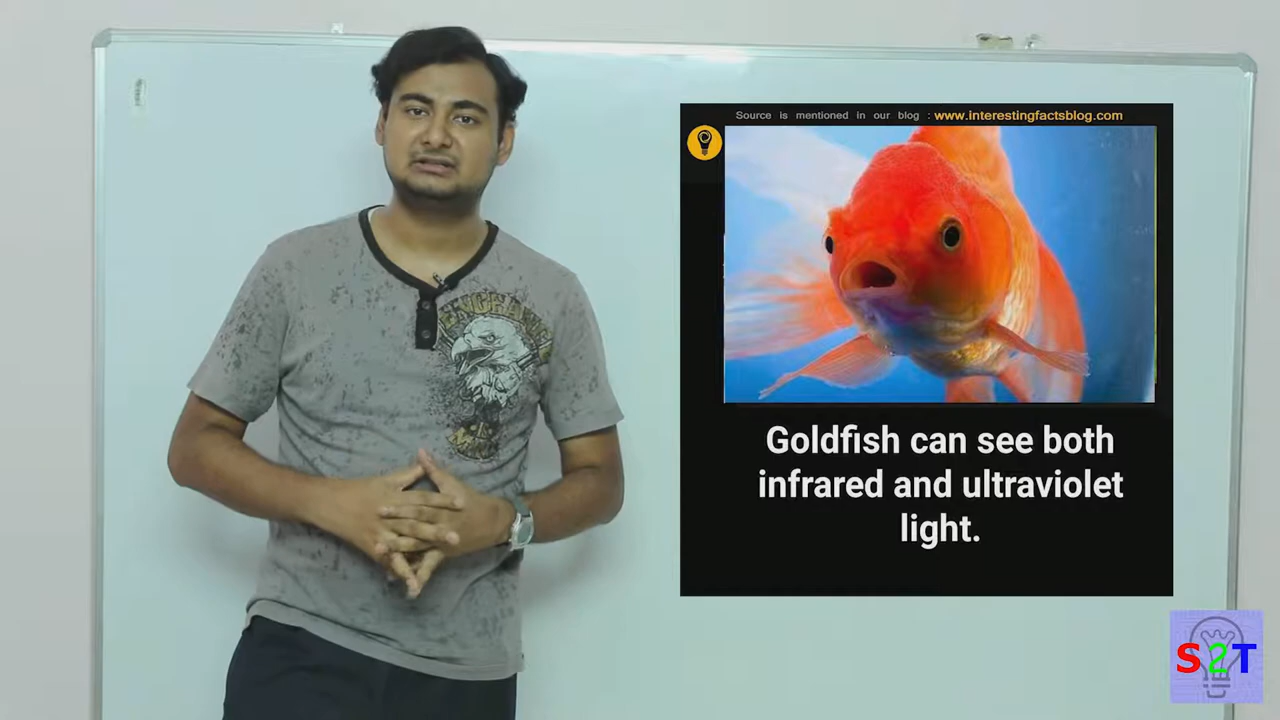 Source is mentioned in our blog : www.interestingfactsblog.com
Goldfish can see both
infrared and ultraviolet
light.
S2T